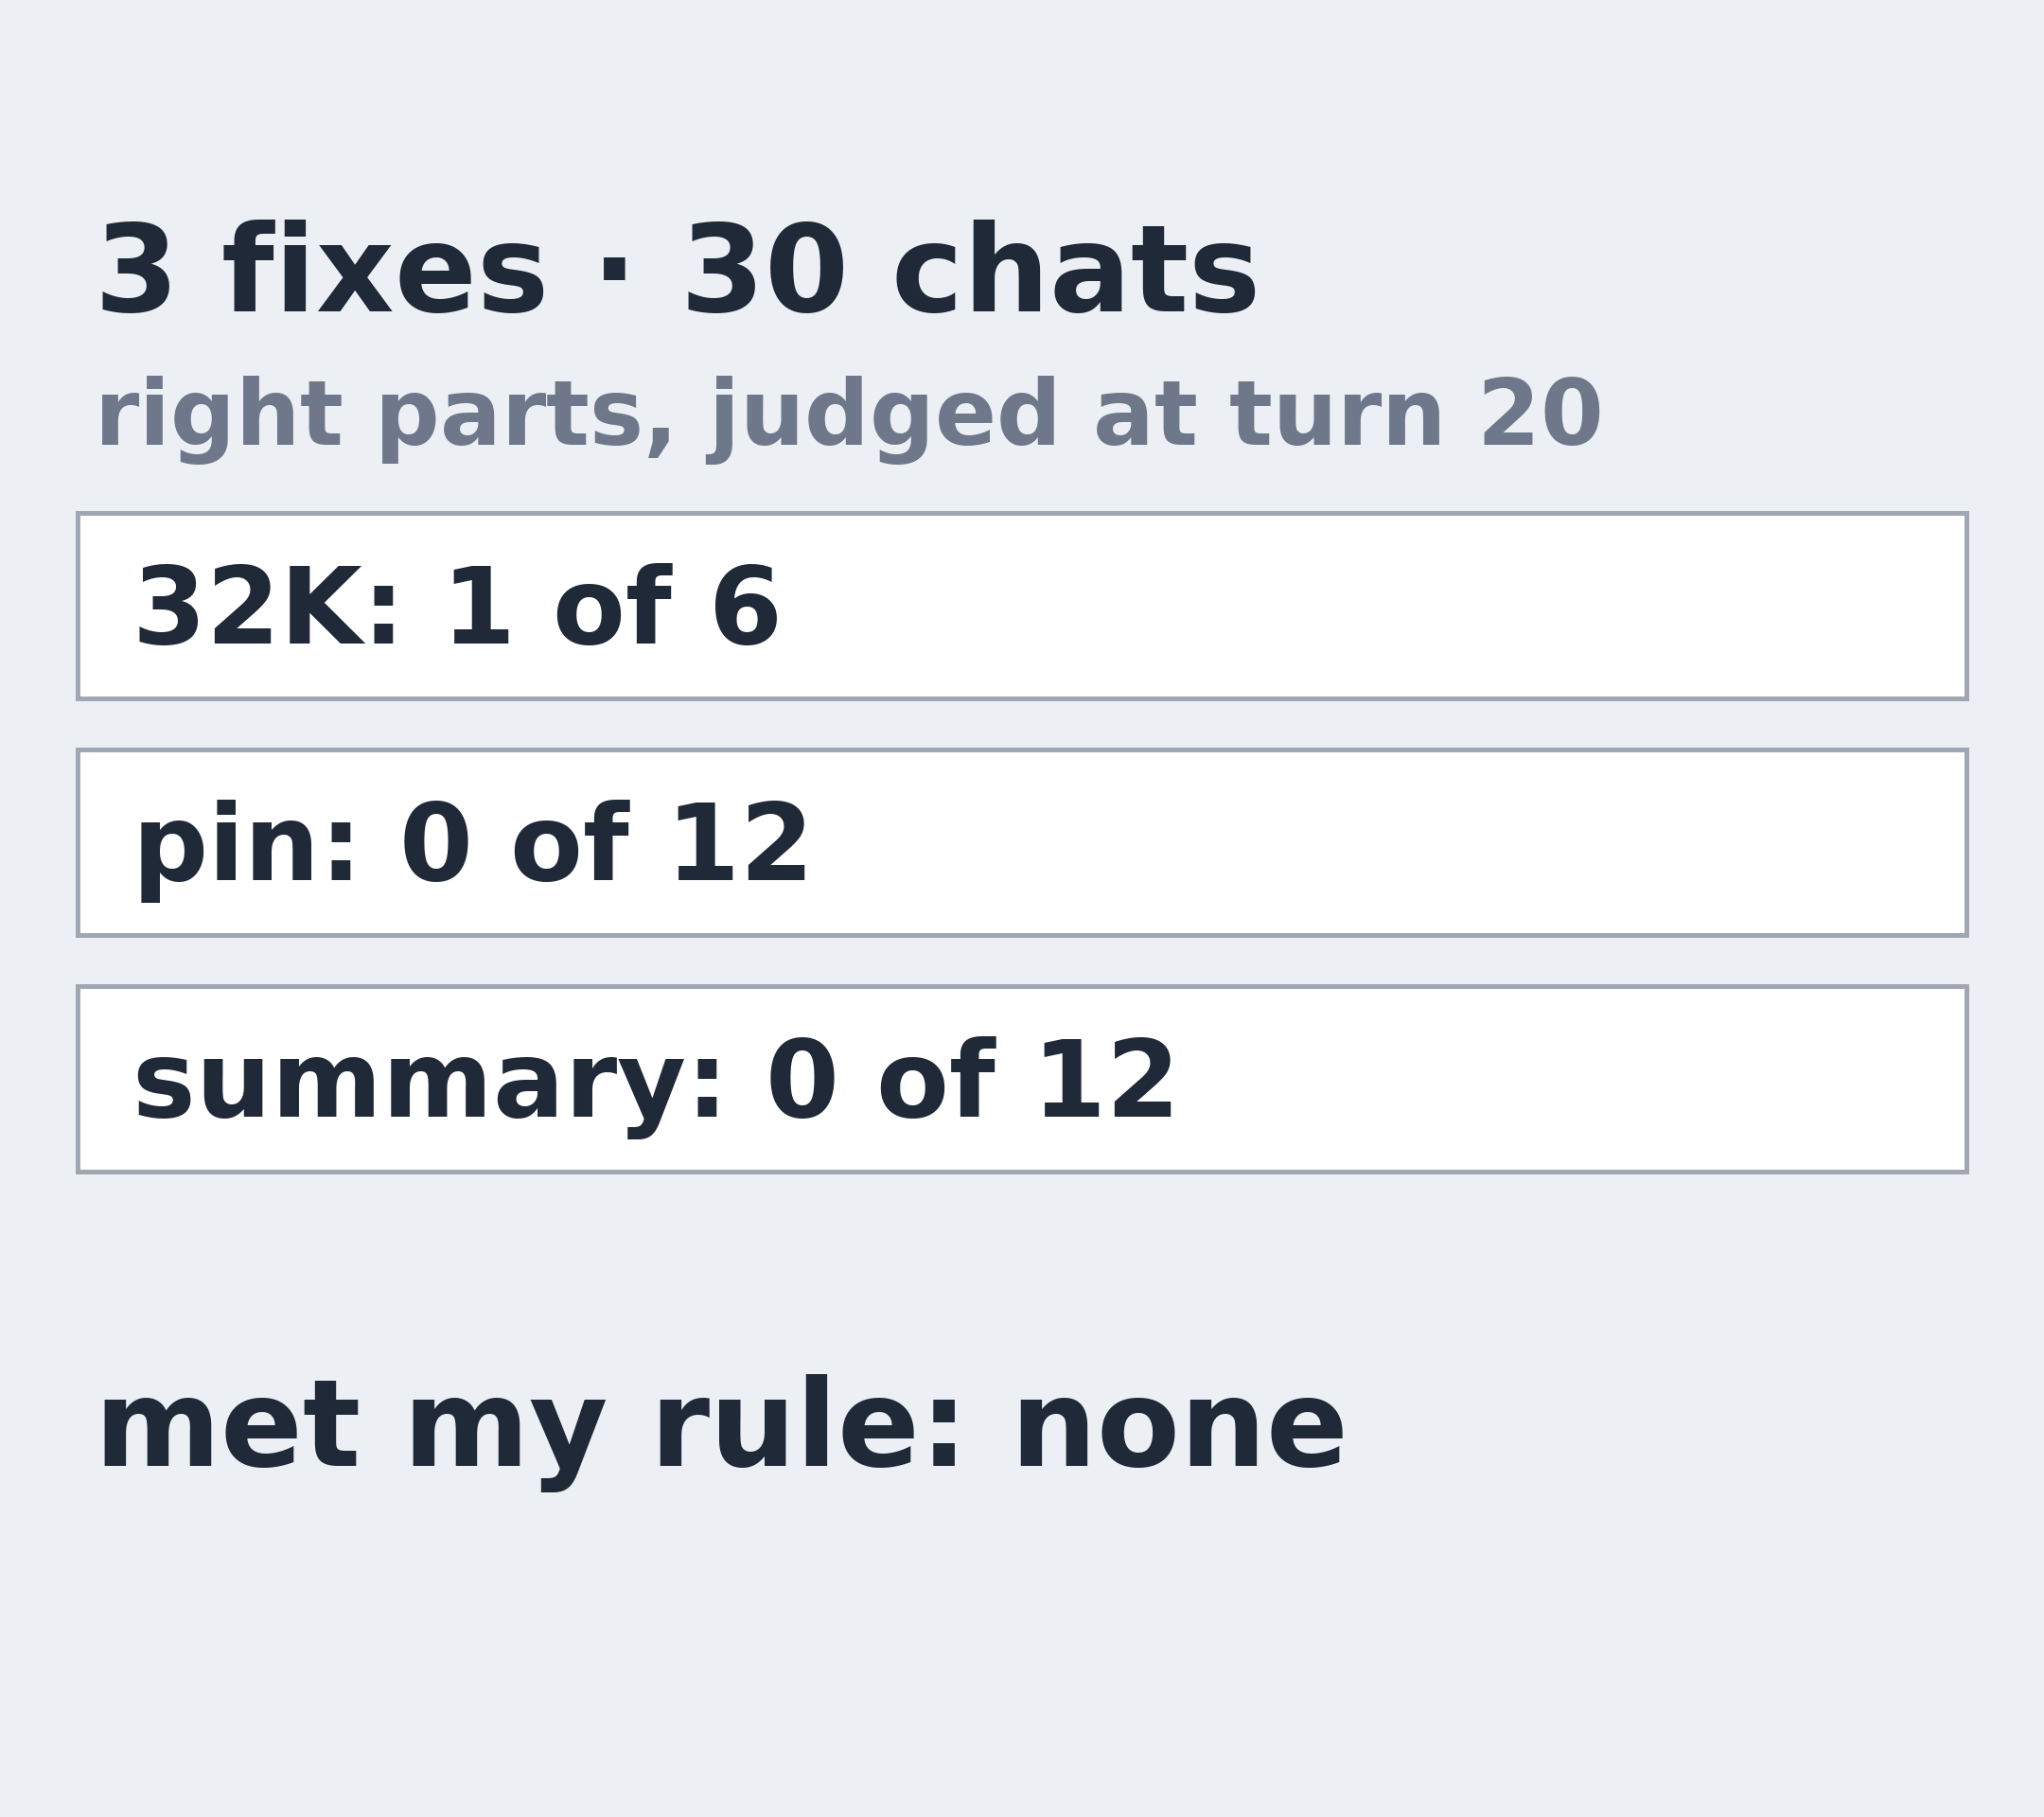 3 fixes · 30 chats
right parts, judged at turn 20
32K: 1 of 6
pin: 0 of 12
summary: 0 of 12
met my rule: none